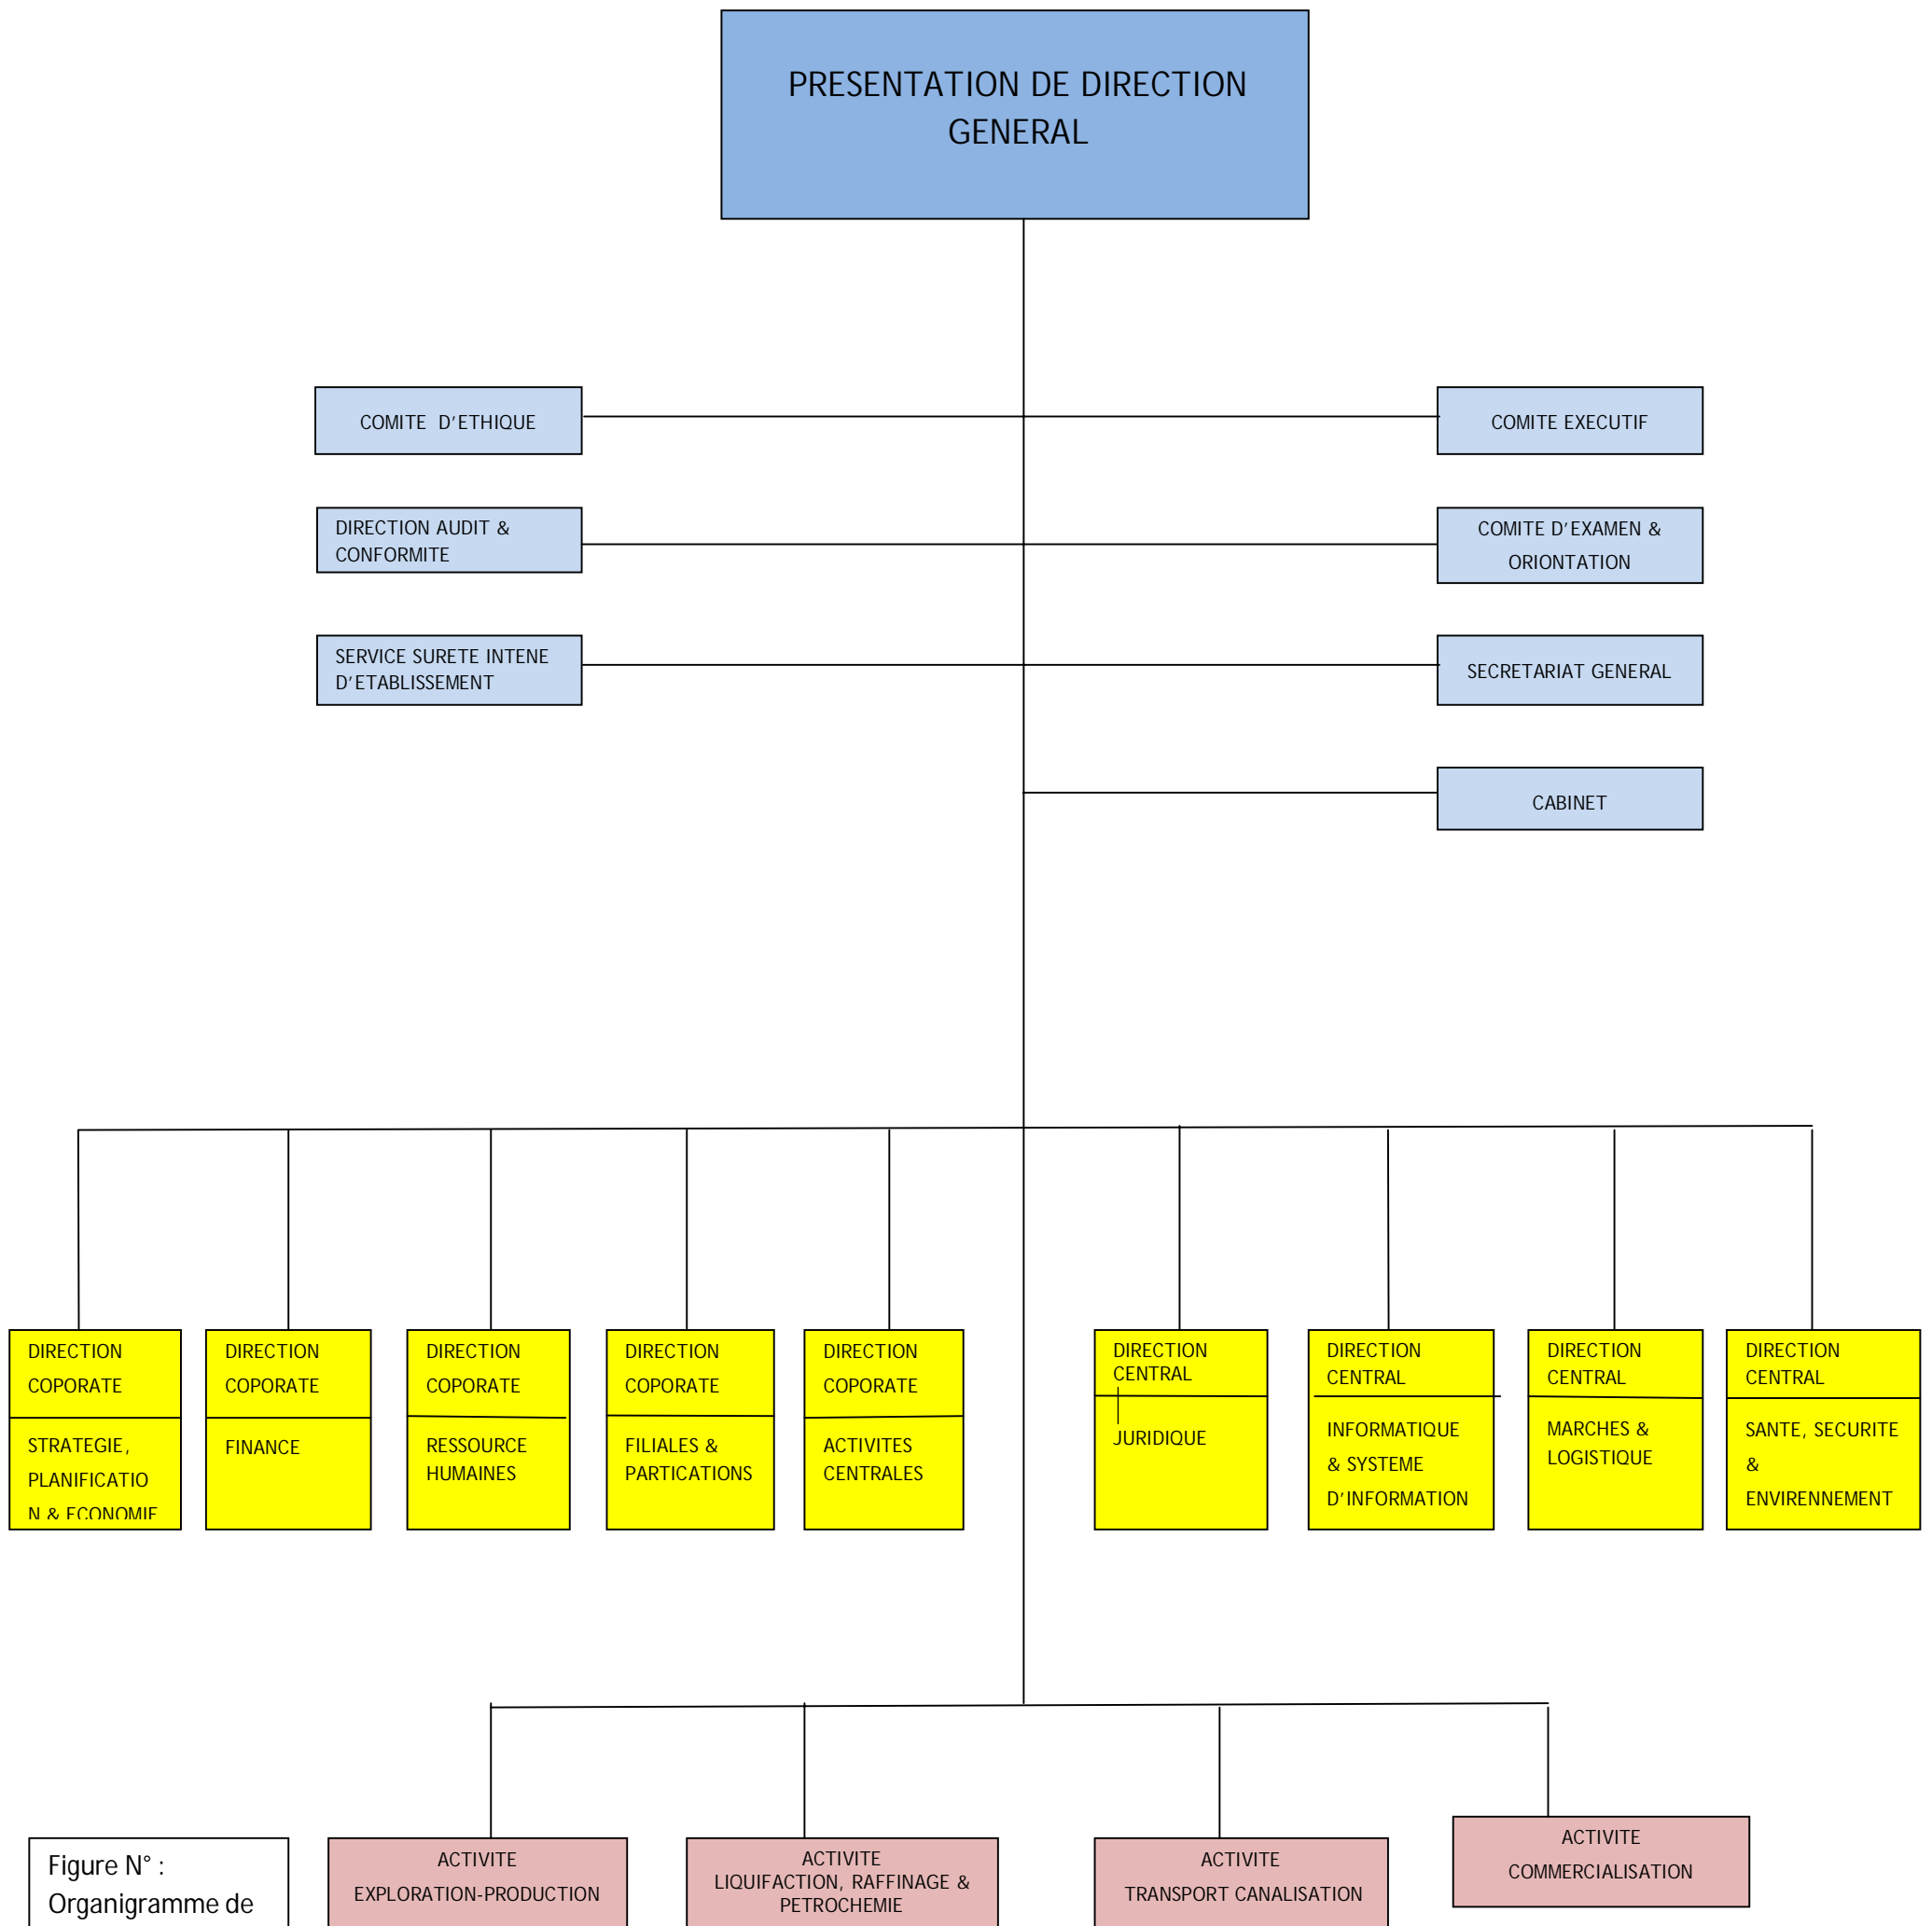 PRESENTATION DE DIRECTION
GENERAL
COMITE D'ETHIQUE
COMITE EXECUTIF
DIRECTION AUDIT &
CONFORMITE
COMITE D'EXAMEN &
ORIONTATION
SERVICE SURETE INTENE
D'ETABLISSEMENT
SECRETARIAT GENERAL
CABINET
DIRECTION
COPORATE
STRATEGIE,
PLANIFICATIO
N & ECONOMIE
DIRECTION
COPORATE
FINANCE
DIRECTION
COPORATE
RESSOURCE
HUMAINES
DIRECTION
COPORATE
FILIALES &
PARTICATIONS
DIRECTION
COPORATE
ACTIVITES
CENTRALES
DIRECTION
CENTRAL
JURIDIQUE
DIRECTION
CENTRAL
INFORMATIQUE
& SYSTEME
D'INFORMATION
DIRECTION
CENTRAL
MARCHES &
LOGISTIQUE
DIRECTION
CENTRAL
SANTE, SECURITE
&
ENVIRENNEMENT
Figure N° :
Organigramme de
ACTIVITE
EXPLORATION-PRODUCTION
ACTIVITE
LIQUIFACTION, RAFFINAGE &
PETROCHEMIE
ACTIVITE
TRANSPORT CANALISATION
ACTIVITE
COMMERCIALISATION